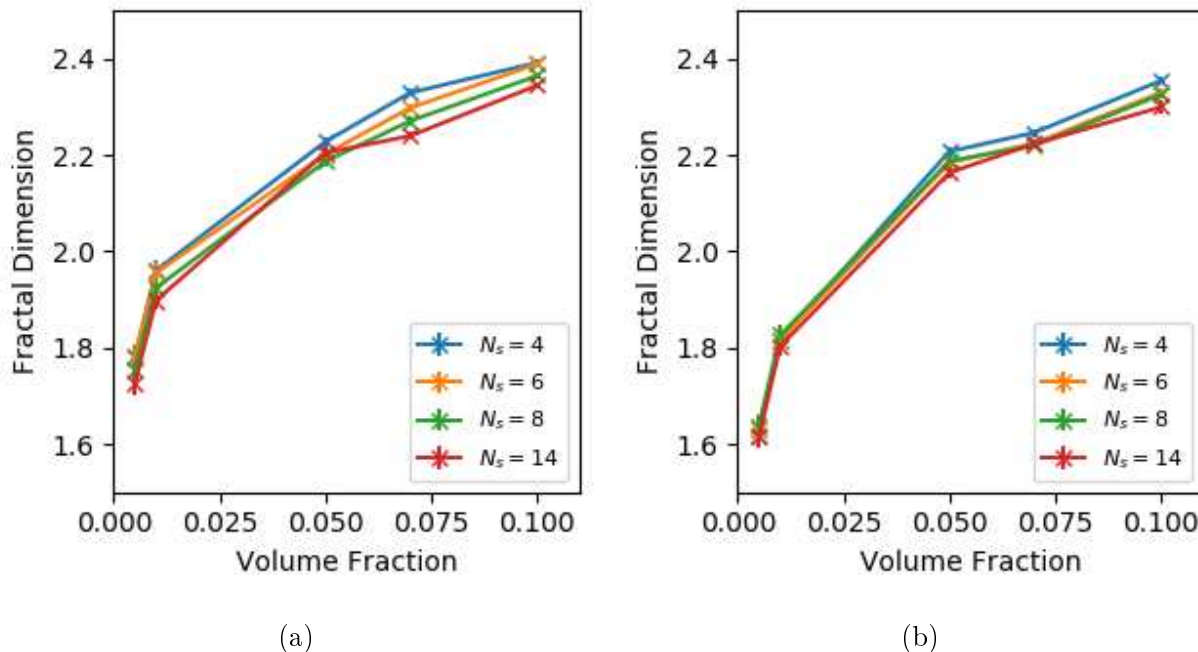 2.4
2.2
2.0
1.8
1.6
Fractal Dimension
N_s = 4
N_s = 6
N_s = 8
N_s = 14
0.000 0.025 0.050 0.075 0.100
Volume Fraction
(a)
2.4
2.2
2.0
1.8
1.6
Fractal Dimension
N_s = 4
N_s = 6
N_s = 8
N_s = 14
0.000 0.025 0.050 0.075 0.100
Volume Fraction
(b)